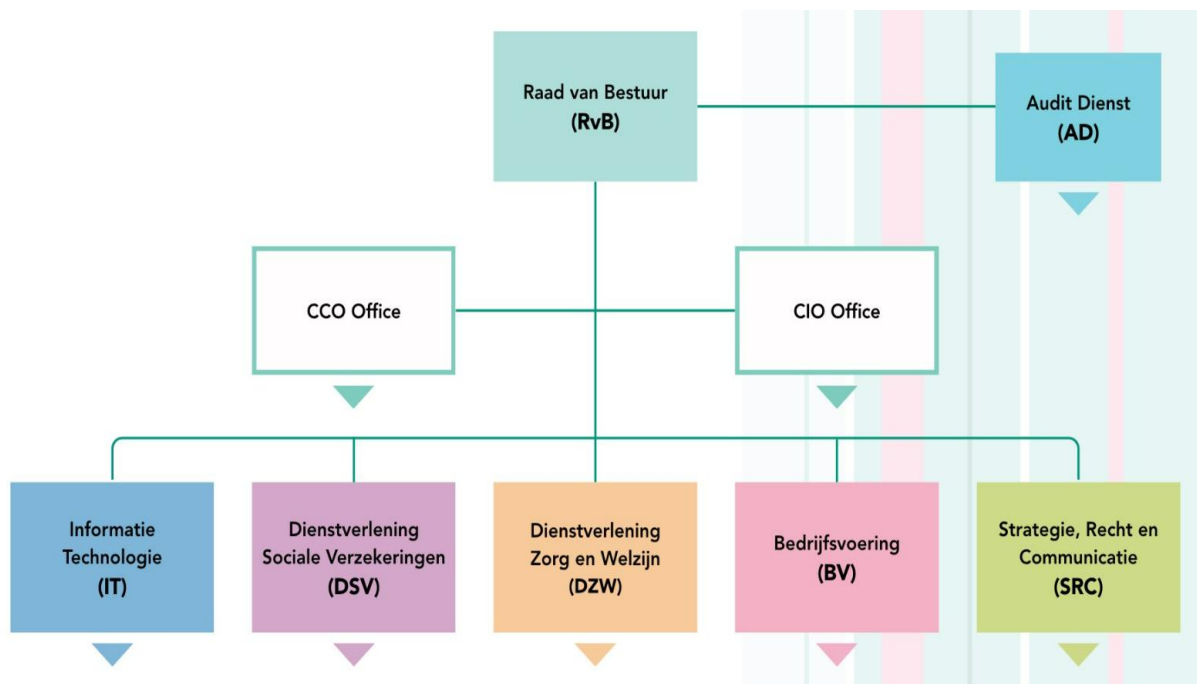 Raad van Bestuur
(RvB)
Audit Dienst
(AD)
CCO Office
CIO Office
Informatie
Technologie
(IT)
Dienstverlening
Sociale Verzekeringen
(DSV)
Dienstverlening
Zorg en Welzijn
(DZW)
Bedrijfsvoering
(BV)
Strategie, Recht en
Communicatie
(SRC)